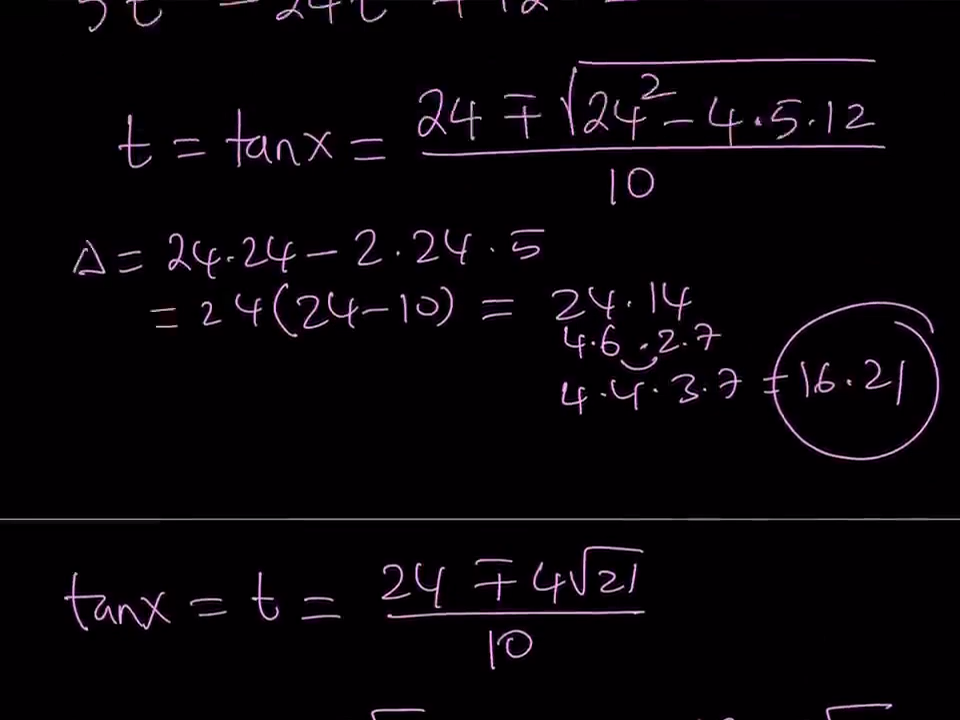 t = tanx = 24 ∓ √(24² − 4·5·12) / 10
Δ = 24·24 − 2·24·5
= 24(24−10) = 24·14
4·6·2·7
4·4·3·7 = 16·21
tanx = t = 24 ∓ 4√21 / 10